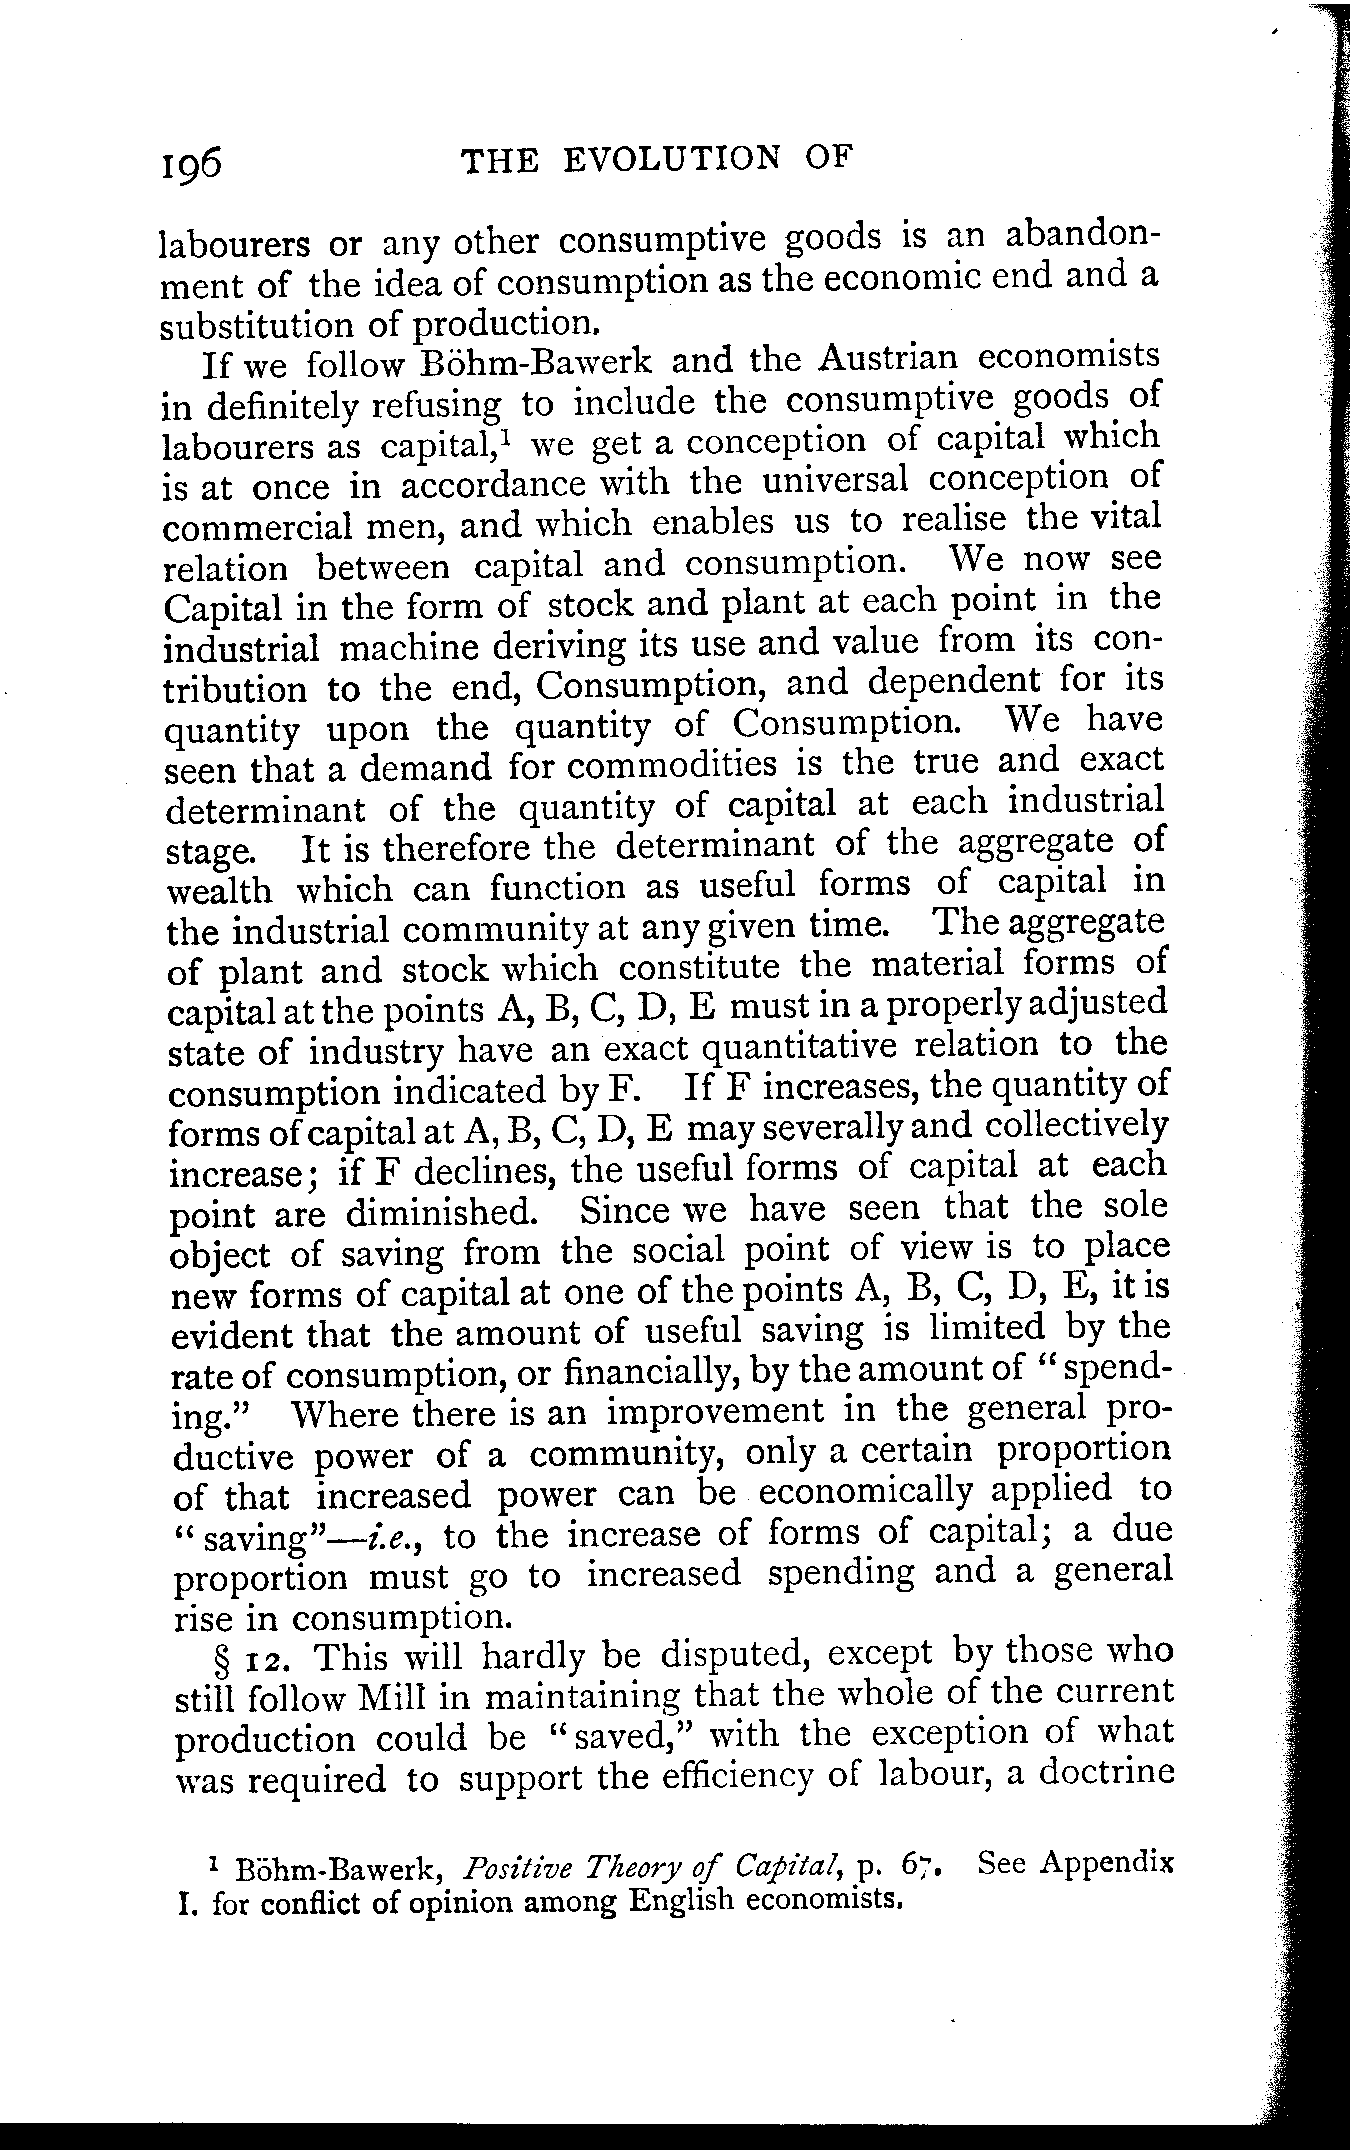 196 THE EVOLUTION OF
labourers or any other consumptive goods is an abandon-
ment of the idea of consumption as the economic end and a
substitution of production.
If we follow Böhm-Bawerk and the Austrian economists
in definitely refusing to include the consumptive goods of
labourers as capital,¹ we get a conception of capital which
is at once in accordance with the universal conception of
commercial men, and which enables us to realise the vital
relation between capital and consumption. We now see
Capital in the form of stock and plant at each point in the
industrial machine deriving its use and value from its con-
tribution to the end, Consumption, and dependent for its
quantity upon the quantity of Consumption. We have
seen that a demand for commodities is the true and exact
determinant of the quantity of capital at each industrial
stage. It is therefore the determinant of the aggregate of
wealth which can function as useful forms of capital in
the industrial community at any given time. The aggregate
of plant and stock which constitute the material forms of
capital at the points A, B, C, D, E must in a properly adjusted
state of industry have an exact quantitative relation to the
consumption indicated by F. If F increases, the quantity of
forms of capital at A, B, C, D, E may severally and collectively
increase; if F declines, the useful forms of capital at each
point are diminished. Since we have seen that the sole
object of saving from the social point of view is to place
new forms of capital at one of the points A, B, C, D, E, it is
evident that the amount of useful saving is limited by the
rate of consumption, or financially, by the amount of "spend-
ing." Where there is an improvement in the general pro-
ductive power of a community, only a certain proportion
of that increased power can be economically applied to
"saving"—i.e., to the increase of forms of capital; a due
proportion must go to increased spending and a general
rise in consumption.
§ 12. This will hardly be disputed, except by those who
still follow Mill in maintaining that the whole of the current
production could be "saved," with the exception of what
was required to support the efficiency of labour, a doctrine
¹ Böhm-Bawerk, Positive Theory of Capital, p. 67. See Appendix
I. for conflict of opinion among English economists.